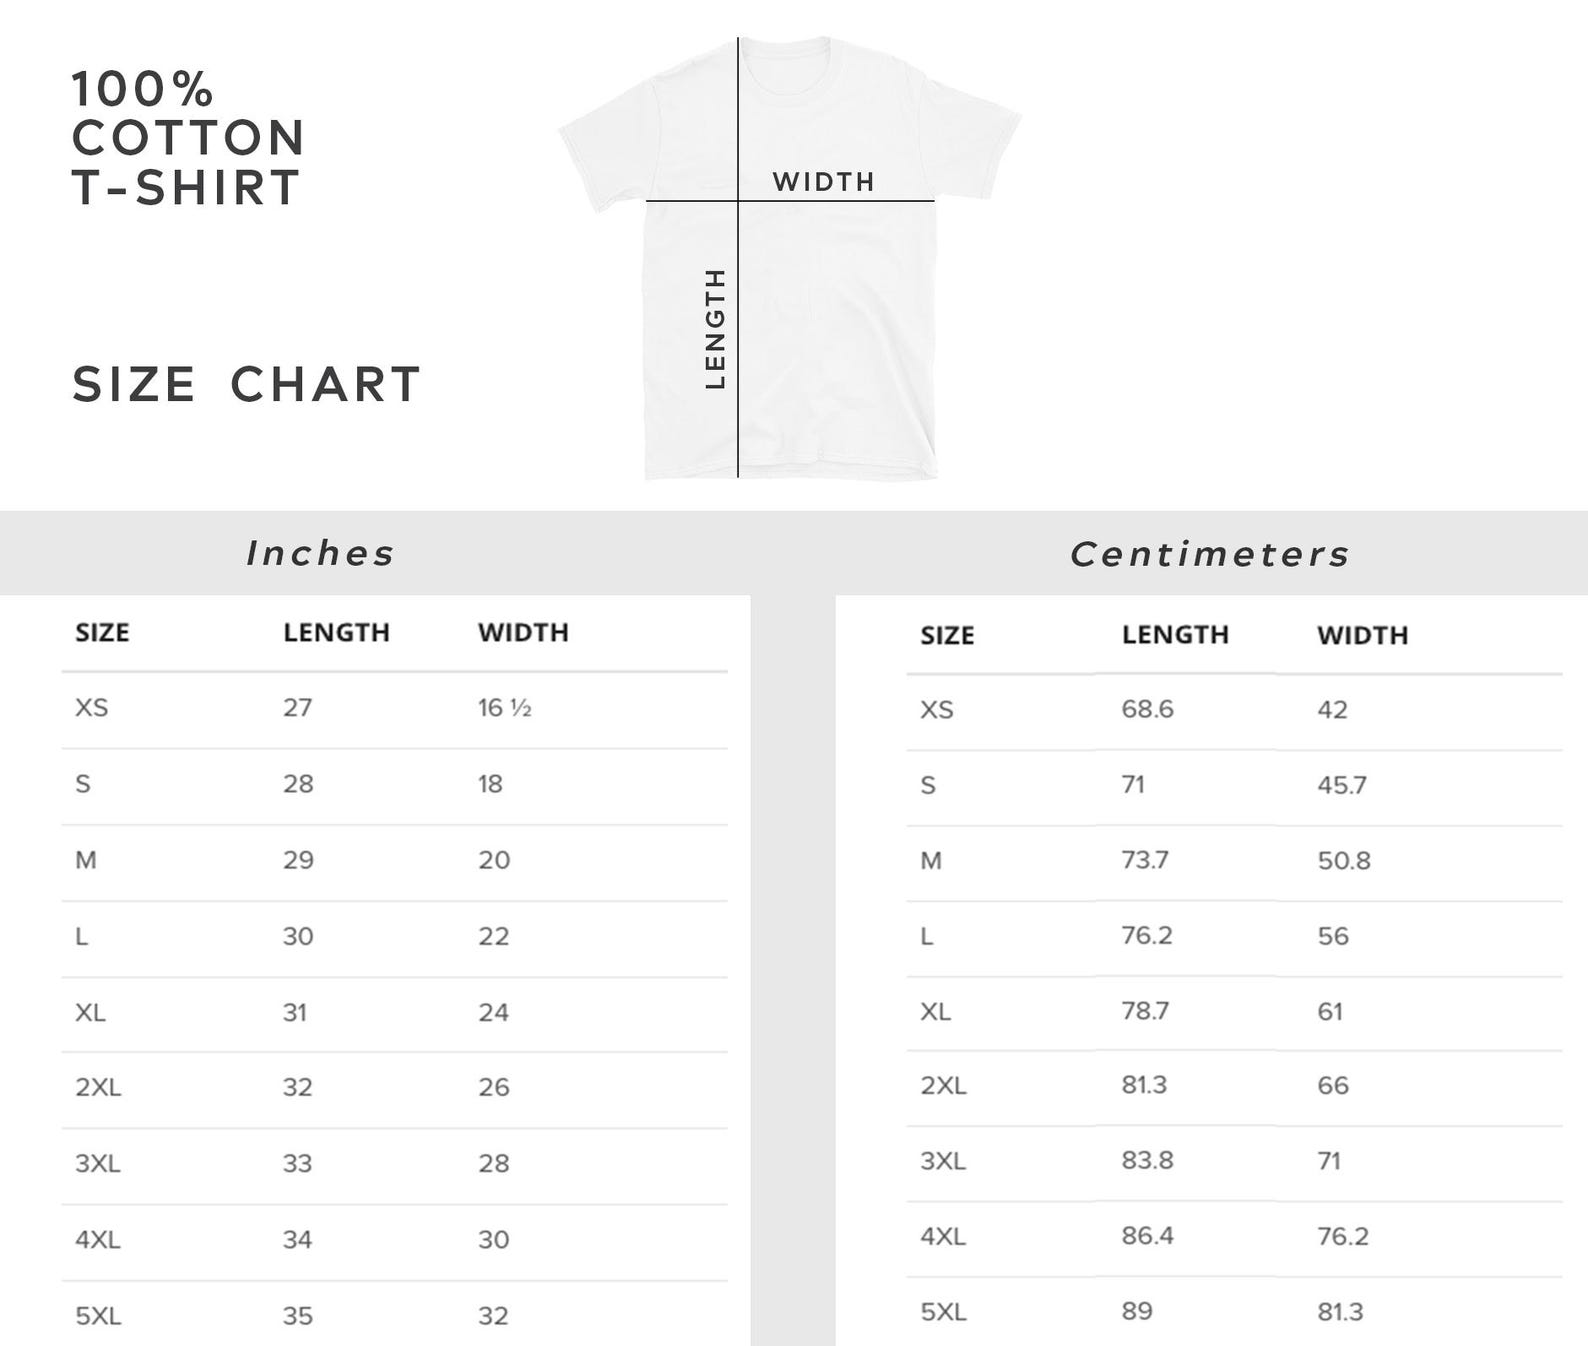 100%
COTTON
T-SHIRT
SIZE CHART
WIDTH
LENGTH
Inches
SIZE LENGTH WIDTH
XS 27 16 ½
S 28 18
M 29 20
L 30 22
XL 31 24
2XL 32 26
3XL 33 28
4XL 34 30
5XL 35 32
Centimeters
SIZE LENGTH WIDTH
XS 68.6 42
S 71 45.7
M 73.7 50.8
L 76.2 56
XL 78.7 61
2XL 81.3 66
3XL 83.8 71
4XL 86.4 76.2
5XL 89 81.3